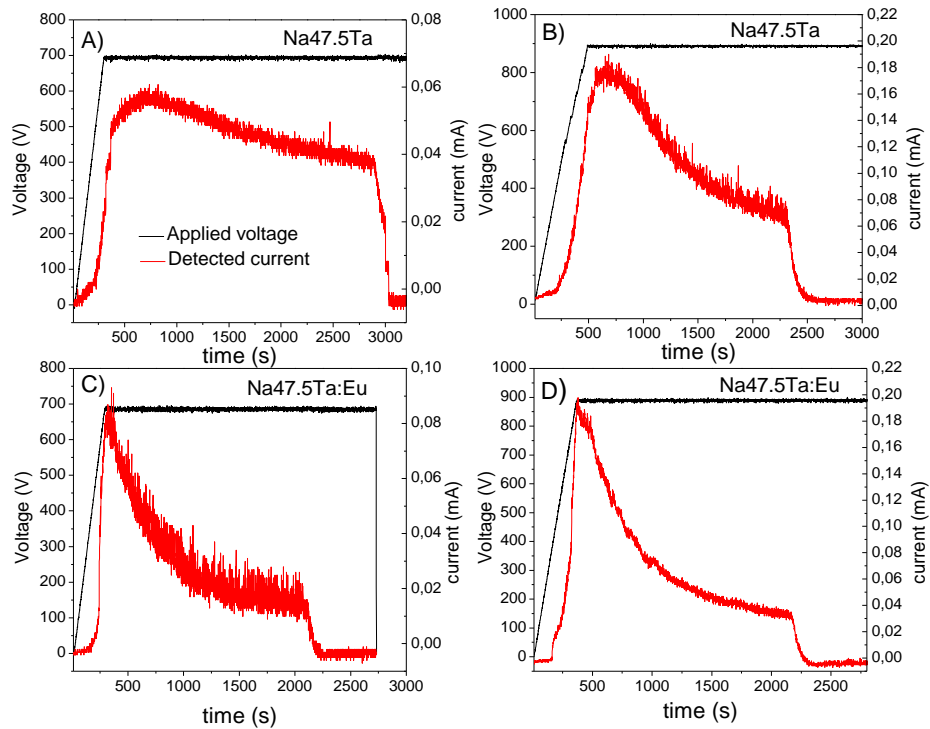 A)
Na47.5Ta
800
700
600
500
400
300
200
100
0
Voltage (V)
0,08
0,06
0,04
0,02
0,00
current (mA)
Applied voltage
Detected current
500 1000 1500 2000 2500 3000
time (s)
B)
Na47.5Ta
1000
800
600
400
200
0
Voltage (V)
0,22
0,20
0,18
0,16
0,14
0,12
0,10
0,08
0,06
0,04
0,02
0,00
current (mA)
500 1000 1500 2000 2500 3000
time (s)
C)
Na47.5Ta:Eu
800
700
600
500
400
300
200
100
0
Voltage (V)
0,10
0,08
0,06
0,04
0,02
0,00
current (mA)
500 1000 1500 2000 2500 3000
time (s)
D)
Na47.5Ta:Eu
1000
900
800
700
600
500
400
300
200
100
0
Voltage (V)
0,22
0,20
0,18
0,16
0,14
0,12
0,10
0,08
0,06
0,04
0,02
0,00
current (mA)
500 1000 1500 2000 2500
time (s)